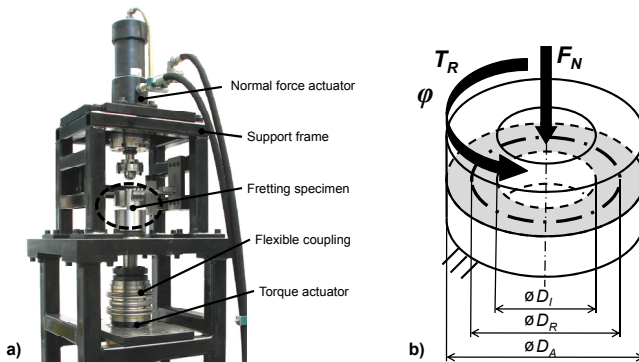 Normal force actuator
Support frame
Fretting specimen
Flexible coupling
Torque actuator
a)
T_R
F_N
φ
ø D_I
ø D_R
ø D_A
b)